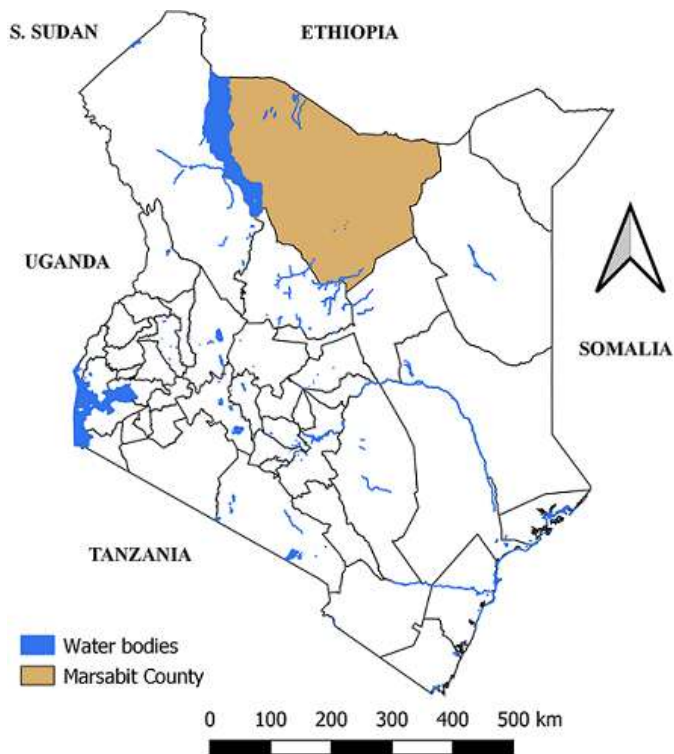 S. SUDAN
ETHIOPIA
UGANDA
SOMALIA
TANZANIA
Water bodies
Marsabit County
0 100 200 300 400 500 km